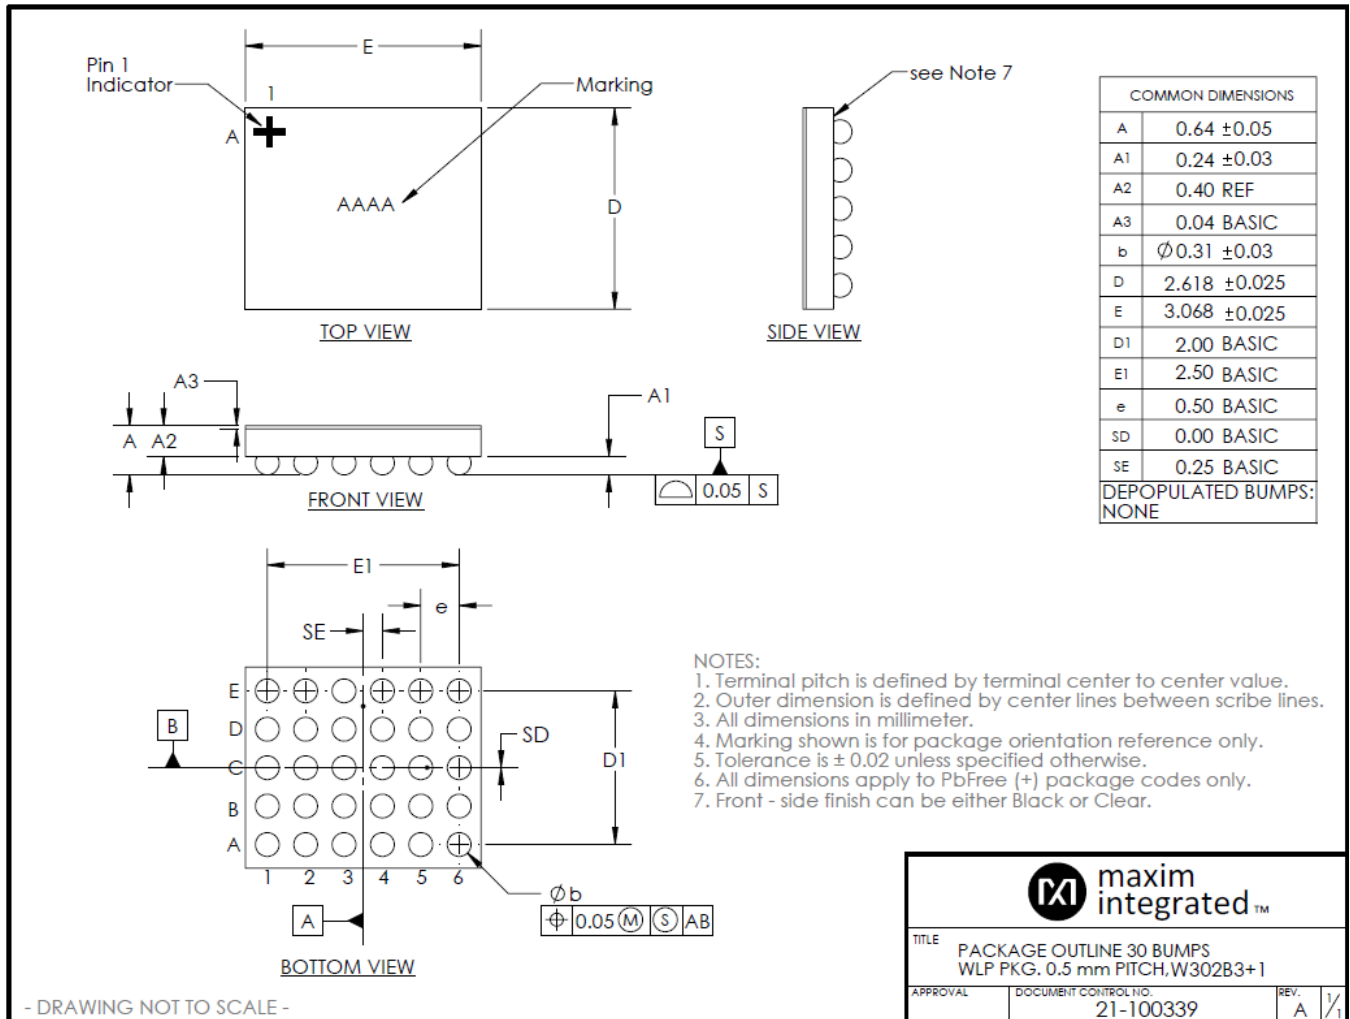 E
Pin 1
Indicator
1
A
Marking
AAAA
D
TOP VIEW
see Note 7
SIDE VIEW
COMMON DIMENSIONS
A 0.64 ±0.05
A1 0.24 ±0.03
A2 0.40 REF
A3 0.04 BASIC
b Ø0.31 ±0.03
D 2.618 ±0.025
E 3.068 ±0.025
D1 2.00 BASIC
E1 2.50 BASIC
e 0.50 BASIC
SD 0.00 BASIC
SE 0.25 BASIC
DEPOPULATED BUMPS:
NONE
A3
A A2
A1
S
0.05 S
FRONT VIEW
E1
e
SE
E
D
C
B
A
B
SD
D1
1 2 3 4 5 6
A
Øb
⌖ 0.05 Ⓜ Ⓢ AB
BOTTOM VIEW
NOTES:
1. Terminal pitch is defined by terminal center to center value.
2. Outer dimension is defined by center lines between scribe lines.
3. All dimensions in millimeter.
4. Marking shown is for package orientation reference only.
5. Tolerance is ± 0.02 unless specified otherwise.
6. All dimensions apply to PbFree (+) package codes only.
7. Front - side finish can be either Black or Clear.
- DRAWING NOT TO SCALE -
maxim
integrated™
TITLE
PACKAGE OUTLINE 30 BUMPS
WLP PKG. 0.5 mm PITCH,W302B3+1
APPROVAL
DOCUMENT CONTROL NO.
21-100339
REV.
A
1/1